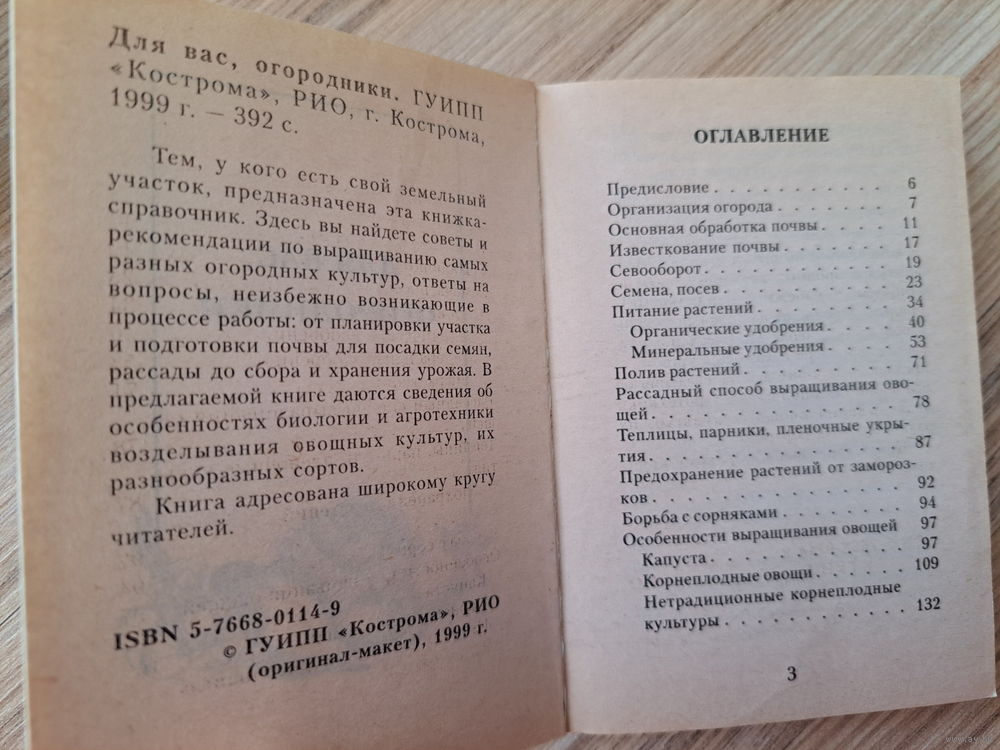 Для вас, огородники. ГУИПП
«Кострома», РИО, г. Кострома,
1999 г. — 392 с.
Тем, у кого есть свой земельный
участок, предназначена эта книжка-
справочник. Здесь вы найдете советы и
рекомендации по выращиванию самых
разных огородных культур, ответы на
вопросы, неизбежно возникающие в
процессе работы: от планировки участка
и подготовки почвы для посадки семян,
рассады до сбора и хранения урожая. В
предлагаемой книге даются сведения об
особенностях биологии и агротехники
возделывания овощных культур, их
разнообразных сортов.
Книга адресована широкому кругу
читателей.
ISBN 5-7668-0114-9
© ГУИПП «Кострома», РИО
(оригинал-макет), 1999 г.
ОГЛАВЛЕНИЕ
Предисловие . . . . . . . . . . . 6
Организация огорода . . . . . . . 7
Основная обработка почвы . . . . 11
Известкование почвы . . . . . . . 17
Севооборот . . . . . . . . . . . 19
Семена, посев . . . . . . . . . . 23
Питание растений . . . . . . . . 34
Органические удобрения . . . . 40
Минеральные удобрения . . . . 53
Полив растений . . . . . . . . . 71
Рассадный способ выращивания ово-
щей . . . . . . . . . . . . . . 78
Теплицы, парники, пленочные укры-
тия . . . . . . . . . . . . . . 87
Предохранение растений от замороз-
ков . . . . . . . . . . . . . . 92
Борьба с сорняками . . . . . . . 94
Особенности выращивания овощей 97
Капуста . . . . . . . . . . . 97
Корнеплодные овощи . . . . . . 109
Нетрадиционные корнеплодные
культуры . . . . . . . . . . . 132
3